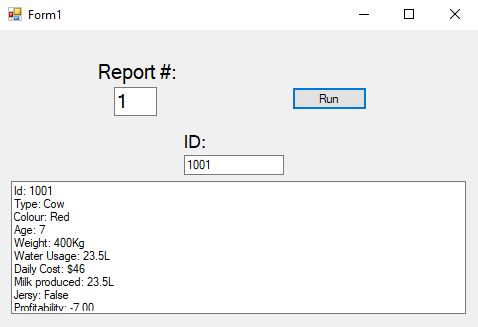 Form1
Report #:
1
Run
ID:
1001
Id: 1001
Type: Cow
Colour: Red
Age: 7
Weight: 400Kg
Water Usage: 23.5L
Daily Cost: $46
Milk produced: 23.5L
Jersy: False
Profitability: -7.00